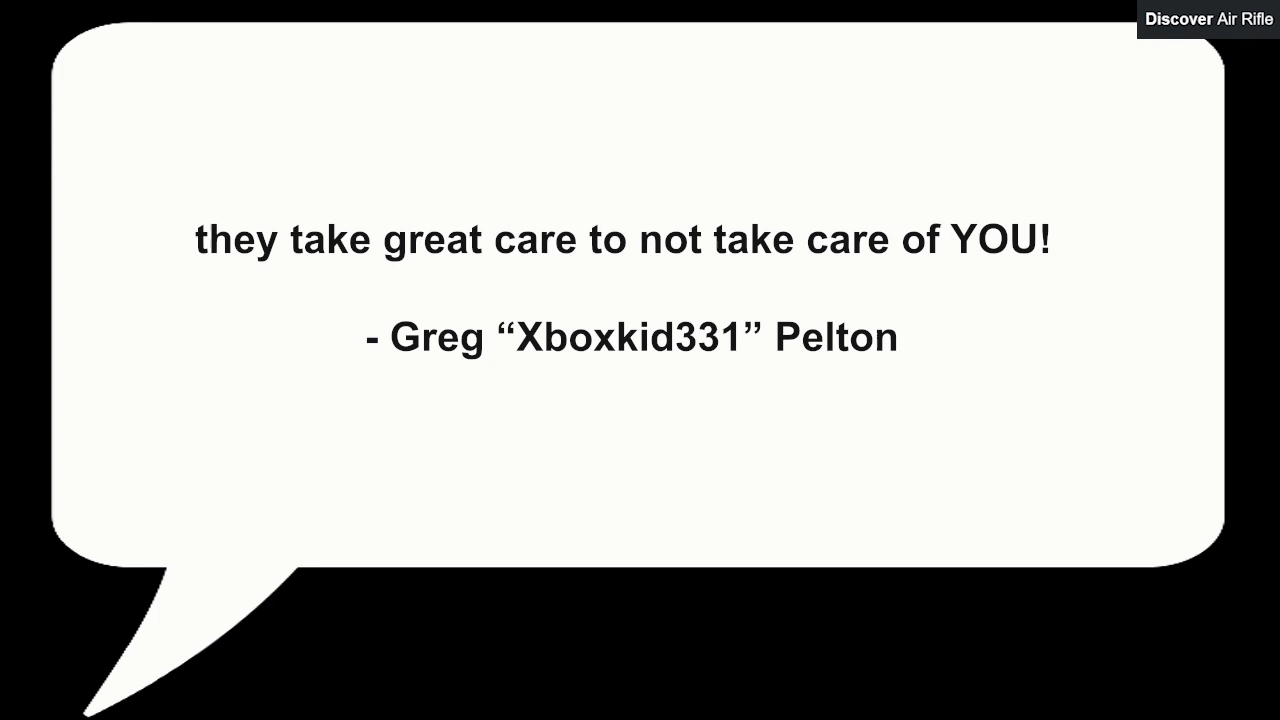 Discover Air Rifle
they take great care to not take care of YOU!
- Greg “Xboxkid331” Pelton